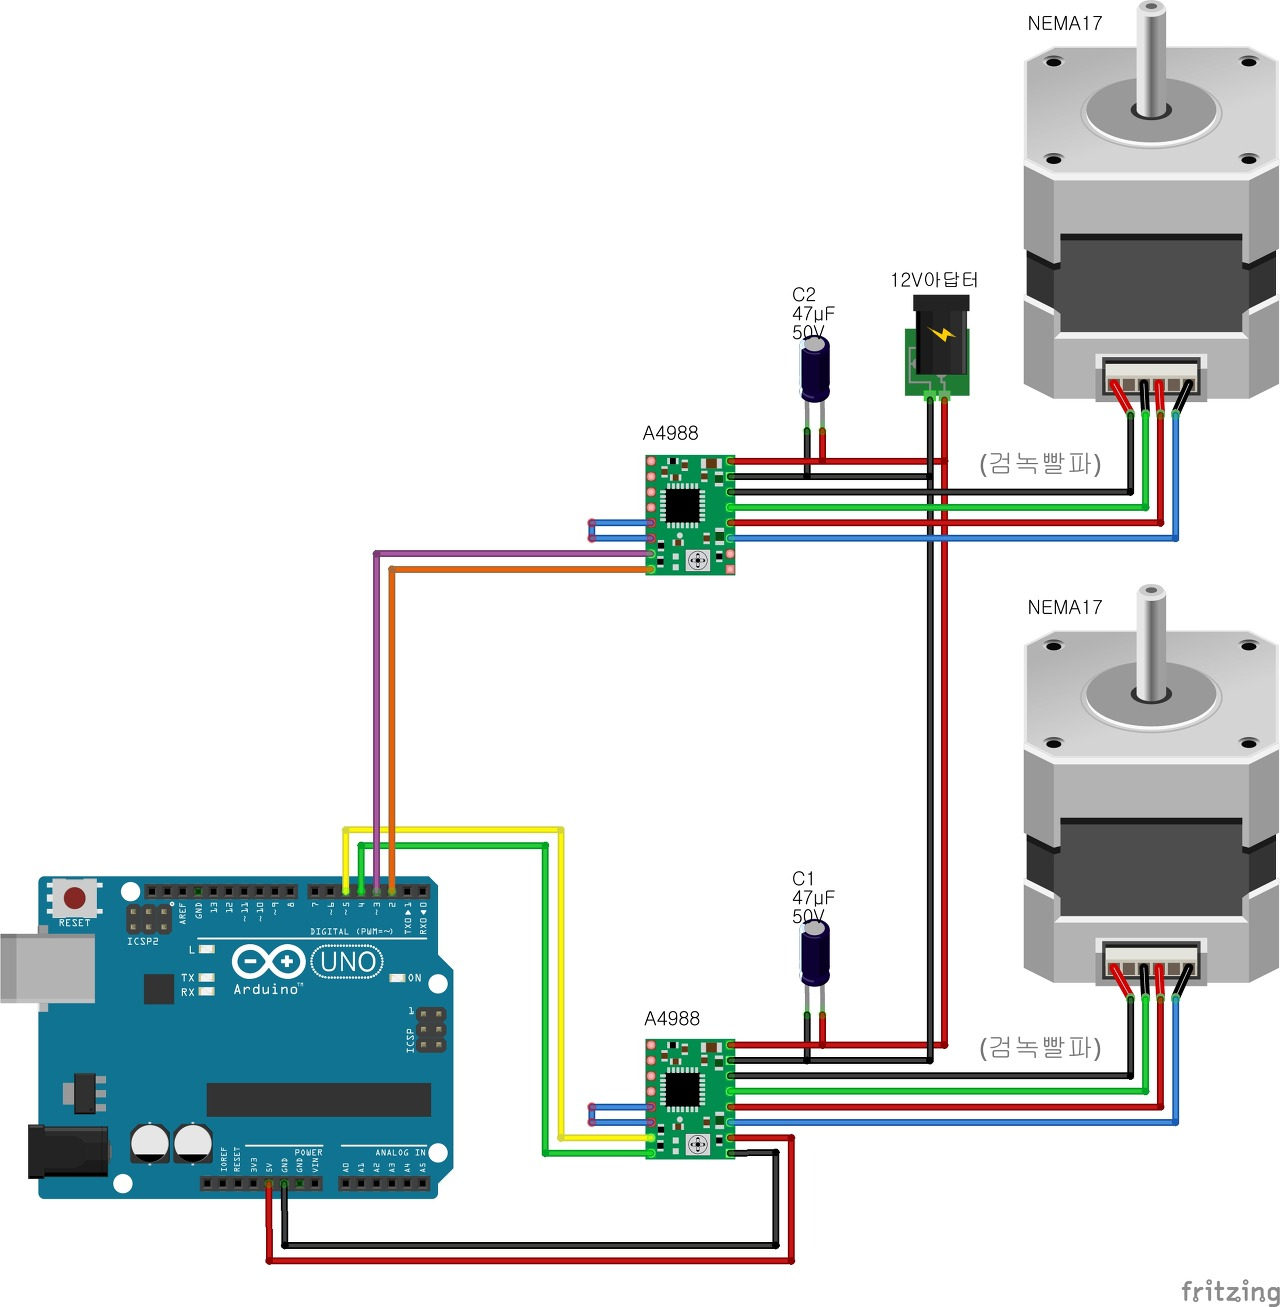 NEMA17
12V아답터
C2
47µF
50V
A4988
(검녹빨파)
NEMA17
C1
47µF
50V
A4988
(검녹빨파)
RESET
ICSP2
AREF
GND
13
12
~11
~10
~9
8
7
~6
~5
4
~3
2
TX0▶1
RX0◀0
DIGITAL (PWM=~)
L
TX
RX
UNO
Arduino™
ON
1
ICSP
IOREF
RESET
3V3
5V
GND
GND
VIN
POWER
ANALOG IN
A0
A1
A2
A3
A4
A5
fritzing